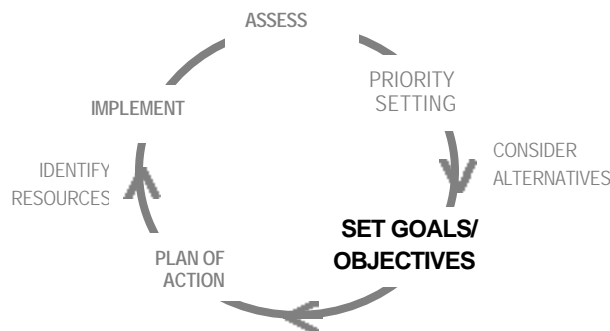 ASSESS
PRIORITY
SETTING
CONSIDER
ALTERNATIVES
SET GOALS/
OBJECTIVES
PLAN OF
ACTION
IDENTIFY
RESOURCES
IMPLEMENT